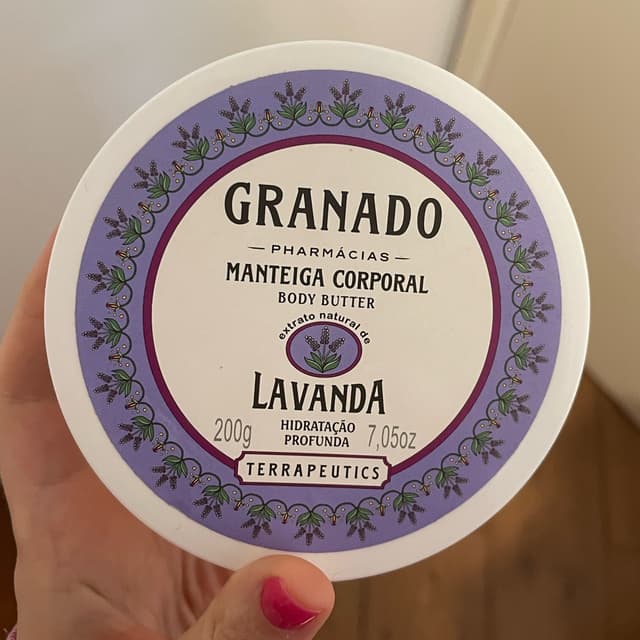 GRANADO
PHARMÁCIAS
MANTEIGA CORPORAL
BODY BUTTER
extrato natural de
LAVANDA
200g
HIDRATAÇÃO
PROFUNDA
7,05oz
TERRAPEUTICS